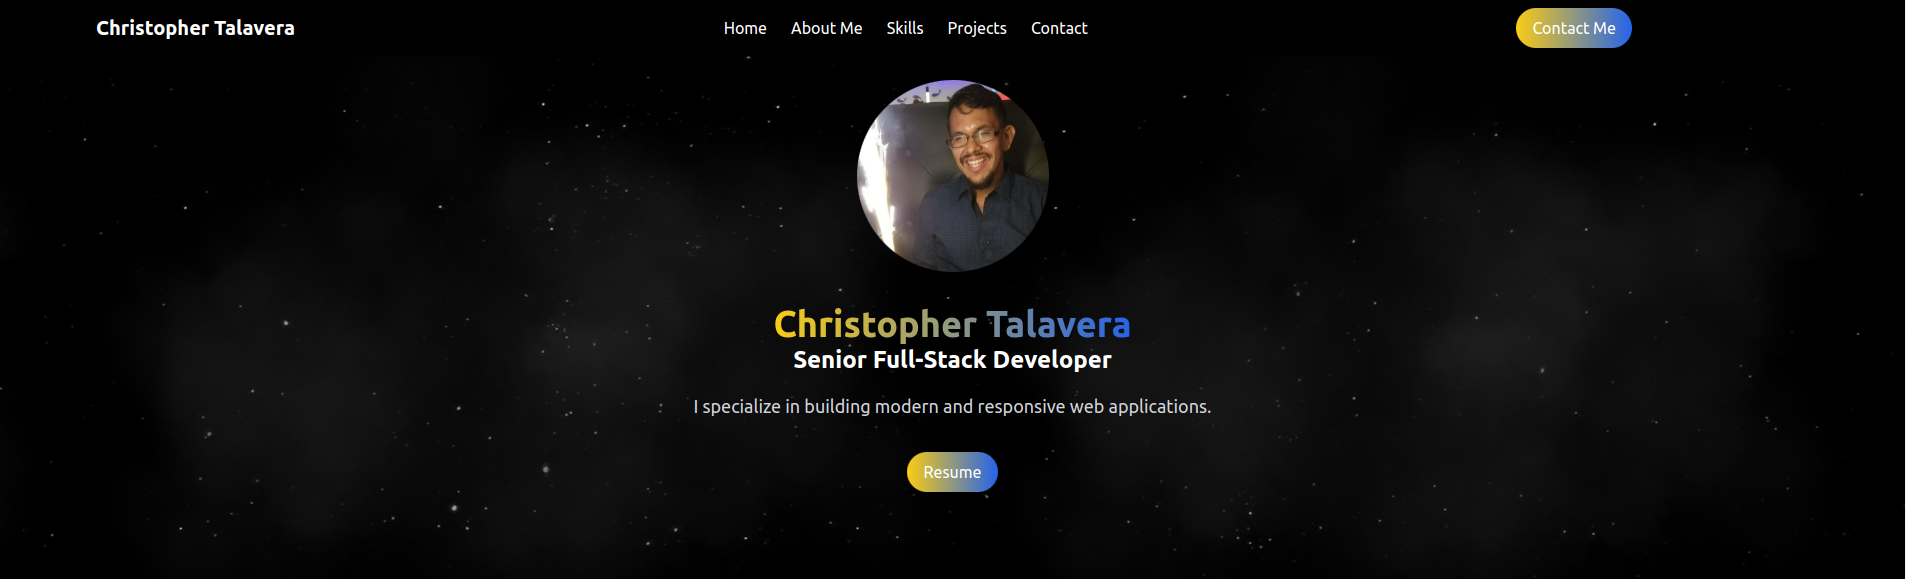 Christopher Talavera
Home About Me Skills Projects Contact
Contact Me
Christopher Talavera
Senior Full-Stack Developer
I specialize in building modern and responsive web applications.
Resume